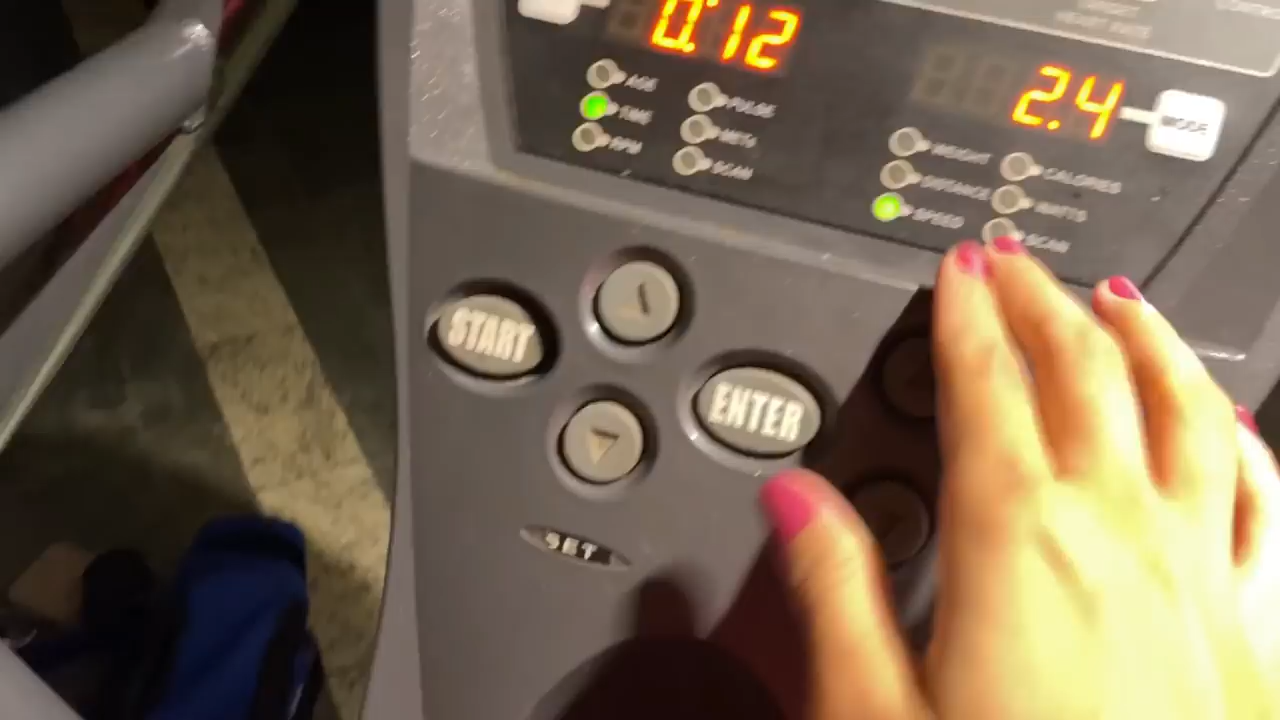 0:12
2.4
MODE
AGE
PULSE
TIME
METs
RPM
SCAN
WEIGHT
CALORIES
DISTANCE
WATTS
SPEED
SCAN
START
ENTER
SET